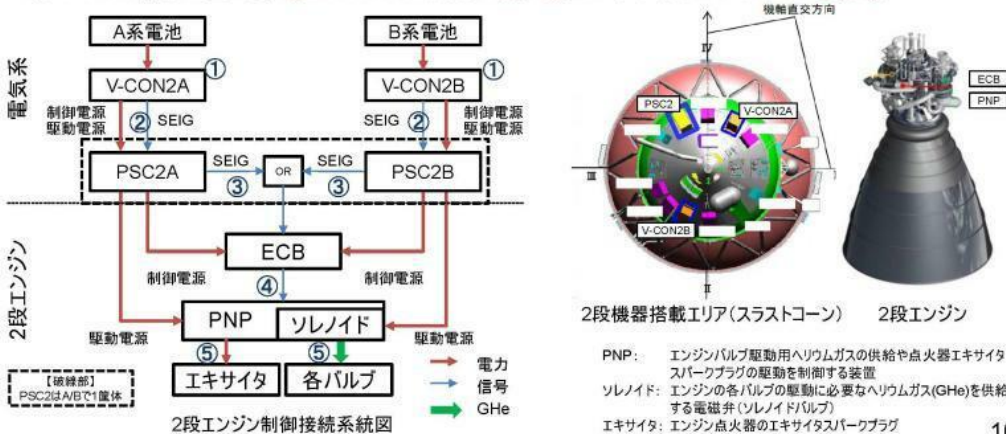 A系電池
B系電池
電気系
①
①
V-CON2A
V-CON2B
制御電源
駆動電源
②
SEIG
SEIG
②
制御電源
駆動電源
PSC2A
SEIG
③
OR
SEIG
③
PSC2B
2段エンジン
ECB
制御電源
④
制御電源
駆動電源
PNP
ソレノイド
駆動電源
⑤
⑤
エキサイタ
各バルブ
電力
信号
GHe
【破線部】
PSC2はA/Bで1筐体
2段エンジン制御接続系統図
機軸直交方向
IV
PSC2
V-CON2A
III
I
V-CON2B
II
2段機器搭載エリア(スラストコーン)
ECB
PNP
2段エンジン
PNP: エンジンバルブ駆動用ヘリウムガスの供給や点火器エキサイタ
スパークプラグの駆動を制御する装置
ソレノイド: エンジンの各バルブの駆動に必要なヘリウムガス(GHe)を供給
する電磁弁(ソレノイドバルブ)
エキサイタ: エンジン点火器のエキサイタスパークプラグ